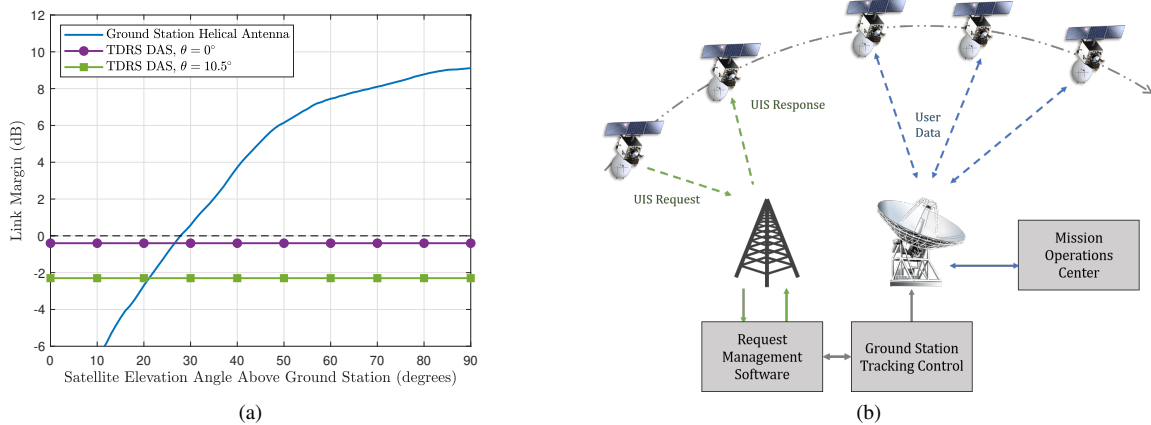 12
10
8
6
4
2
0
-2
-4
-6
Link Margin (dB)
Ground Station Helical Antenna
TDRS DAS, θ = 0°
TDRS DAS, θ = 10.5°
0 10 20 30 40 50 60 70 80 90
Satellite Elevation Angle Above Ground Station (degrees)
(a)
UIS Response
UIS Request
User
Data
Mission
Operations
Center
Request
Management
Software
Ground Station
Tracking Control
(b)